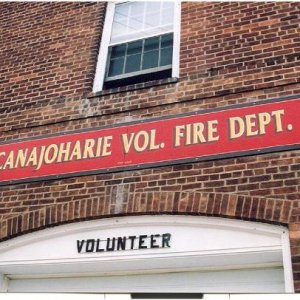 CANAJOHARIE VOL. FIRE DEPT.
VOLUNTEER